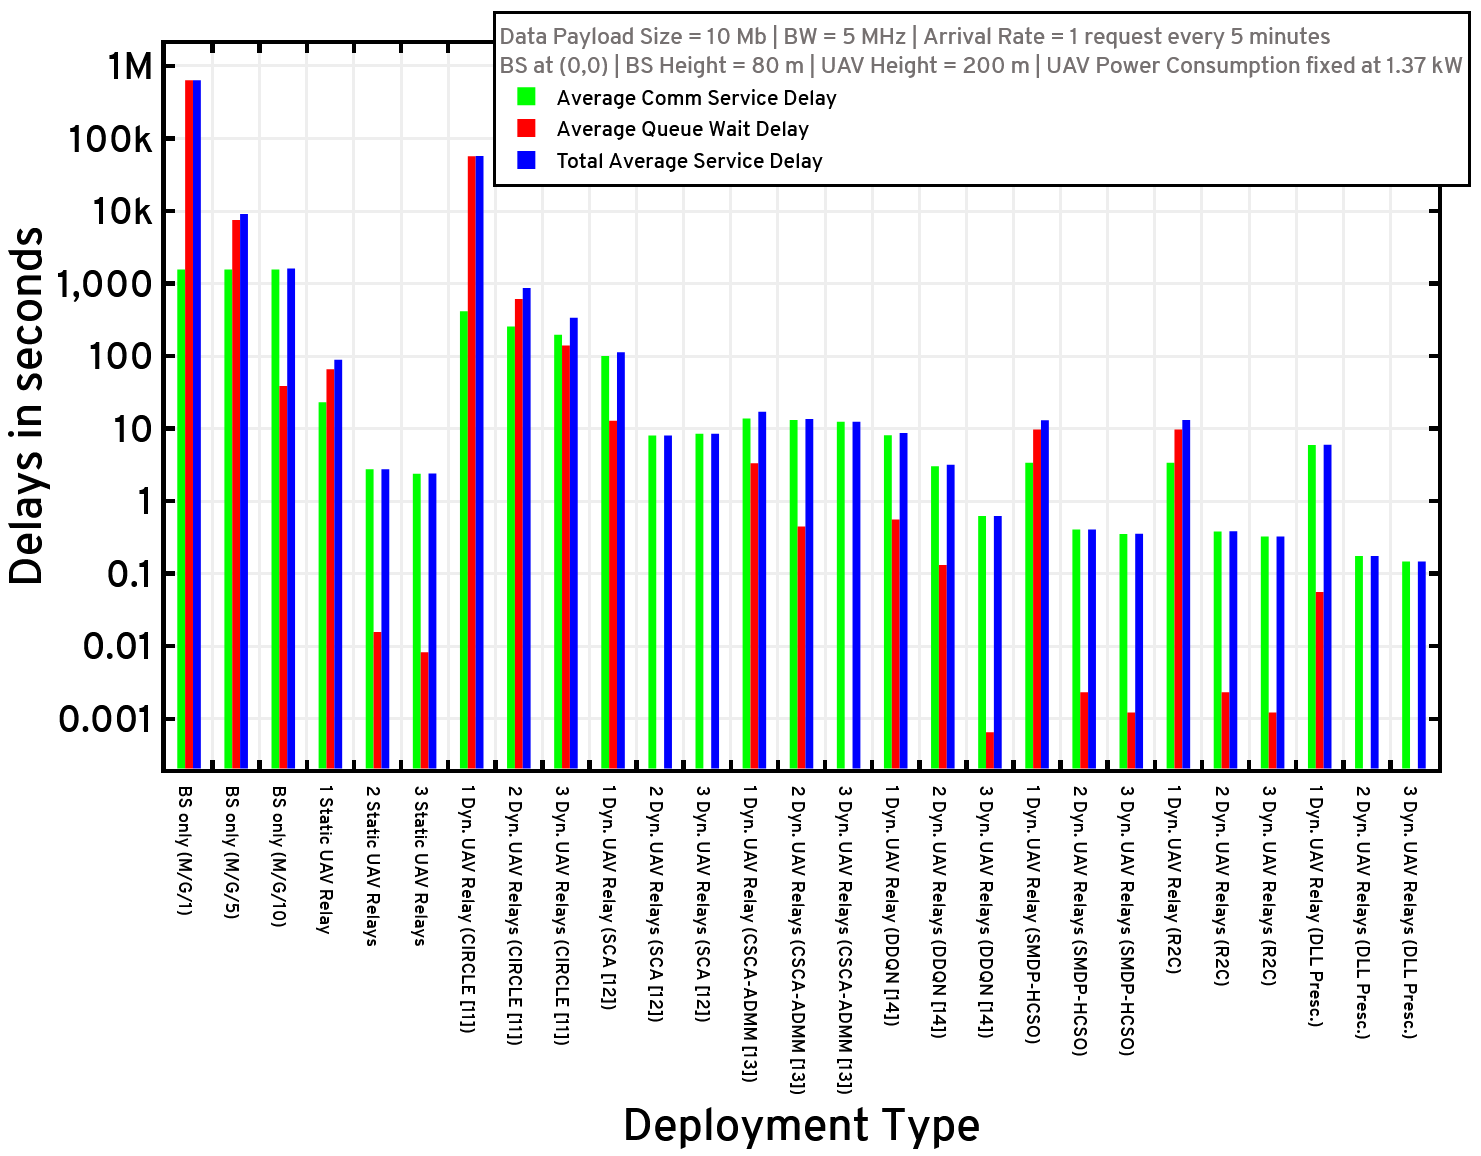 Data Payload Size = 10 Mb | BW = 5 MHz | Arrival Rate = 1 request every 5 minutes
BS at (0,0) | BS Height = 80 m | UAV Height = 200 m | UAV Power Consumption fixed at 1.37 kW
Average Comm Service Delay
Average Queue Wait Delay
Total Average Service Delay
Delays in seconds
1M
100k
10k
1,000
100
10
1
0.1
0.01
0.001
BS only (M/G/1)
BS only (M/G/5)
BS only (M/G/10)
1 Static UAV Relay
2 Static UAV Relays
3 Static UAV Relays
1 Dyn. UAV Relay (CIRCLE [11])
2 Dyn. UAV Relays (CIRCLE [11])
3 Dyn. UAV Relays (CIRCLE [11])
1 Dyn. UAV Relay (SCA [12])
2 Dyn. UAV Relays (SCA [12])
3 Dyn. UAV Relays (SCA [12])
1 Dyn. UAV Relay (CSCA-ADMM [13])
2 Dyn. UAV Relays (CSCA-ADMM [13])
3 Dyn. UAV Relays (CSCA-ADMM [13])
1 Dyn. UAV Relay (DDQN [14])
2 Dyn. UAV Relays (DDQN [14])
3 Dyn. UAV Relays (DDQN [14])
1 Dyn. UAV Relay (SMDP-HCSO)
2 Dyn. UAV Relays (SMDP-HCSO)
3 Dyn. UAV Relays (SMDP-HCSO)
1 Dyn. UAV Relay (R2C)
2 Dyn. UAV Relays (R2C)
3 Dyn. UAV Relays (R2C)
1 Dyn. UAV Relay (DLL Presc.)
2 Dyn. UAV Relays (DLL Presc.)
3 Dyn. UAV Relays (DLL Presc.)
Deployment Type